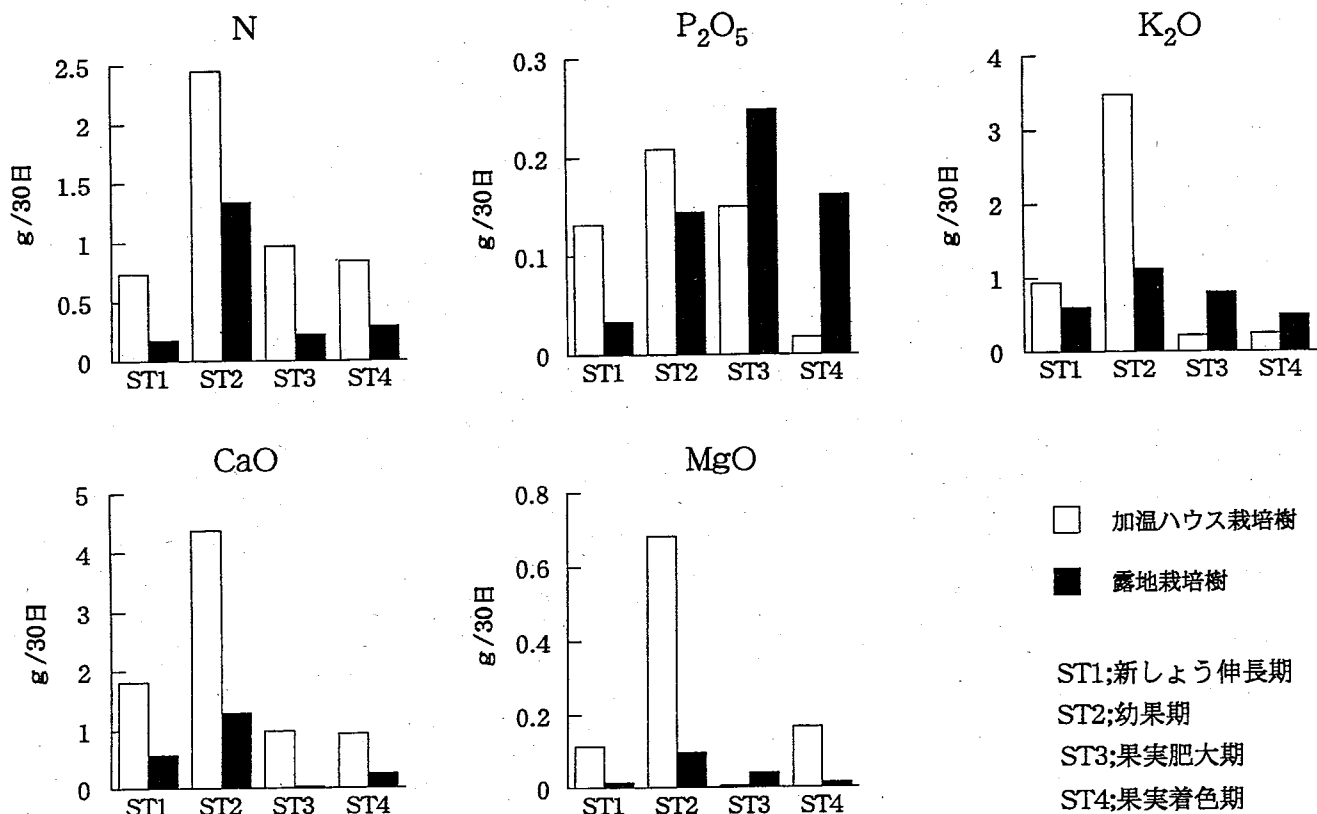 N
g/30日
2.5
2
1.5
1
0.5
0
ST1 ST2 ST3 ST4
P₂O₅
g/30日
0.3
0.2
0.1
0
ST1 ST2 ST3 ST4
K₂O
g/30日
4
3
2
1
0
ST1 ST2 ST3 ST4
CaO
g/30日
5
4
3
2
1
0
ST1 ST2 ST3 ST4
MgO
g/30日
0.8
0.6
0.4
0.2
0
ST1 ST2 ST3 ST4
加温ハウス栽培樹
露地栽培樹
ST1;新しょう伸長期
ST2;幼果期
ST3;果実肥大期
ST4;果実着色期